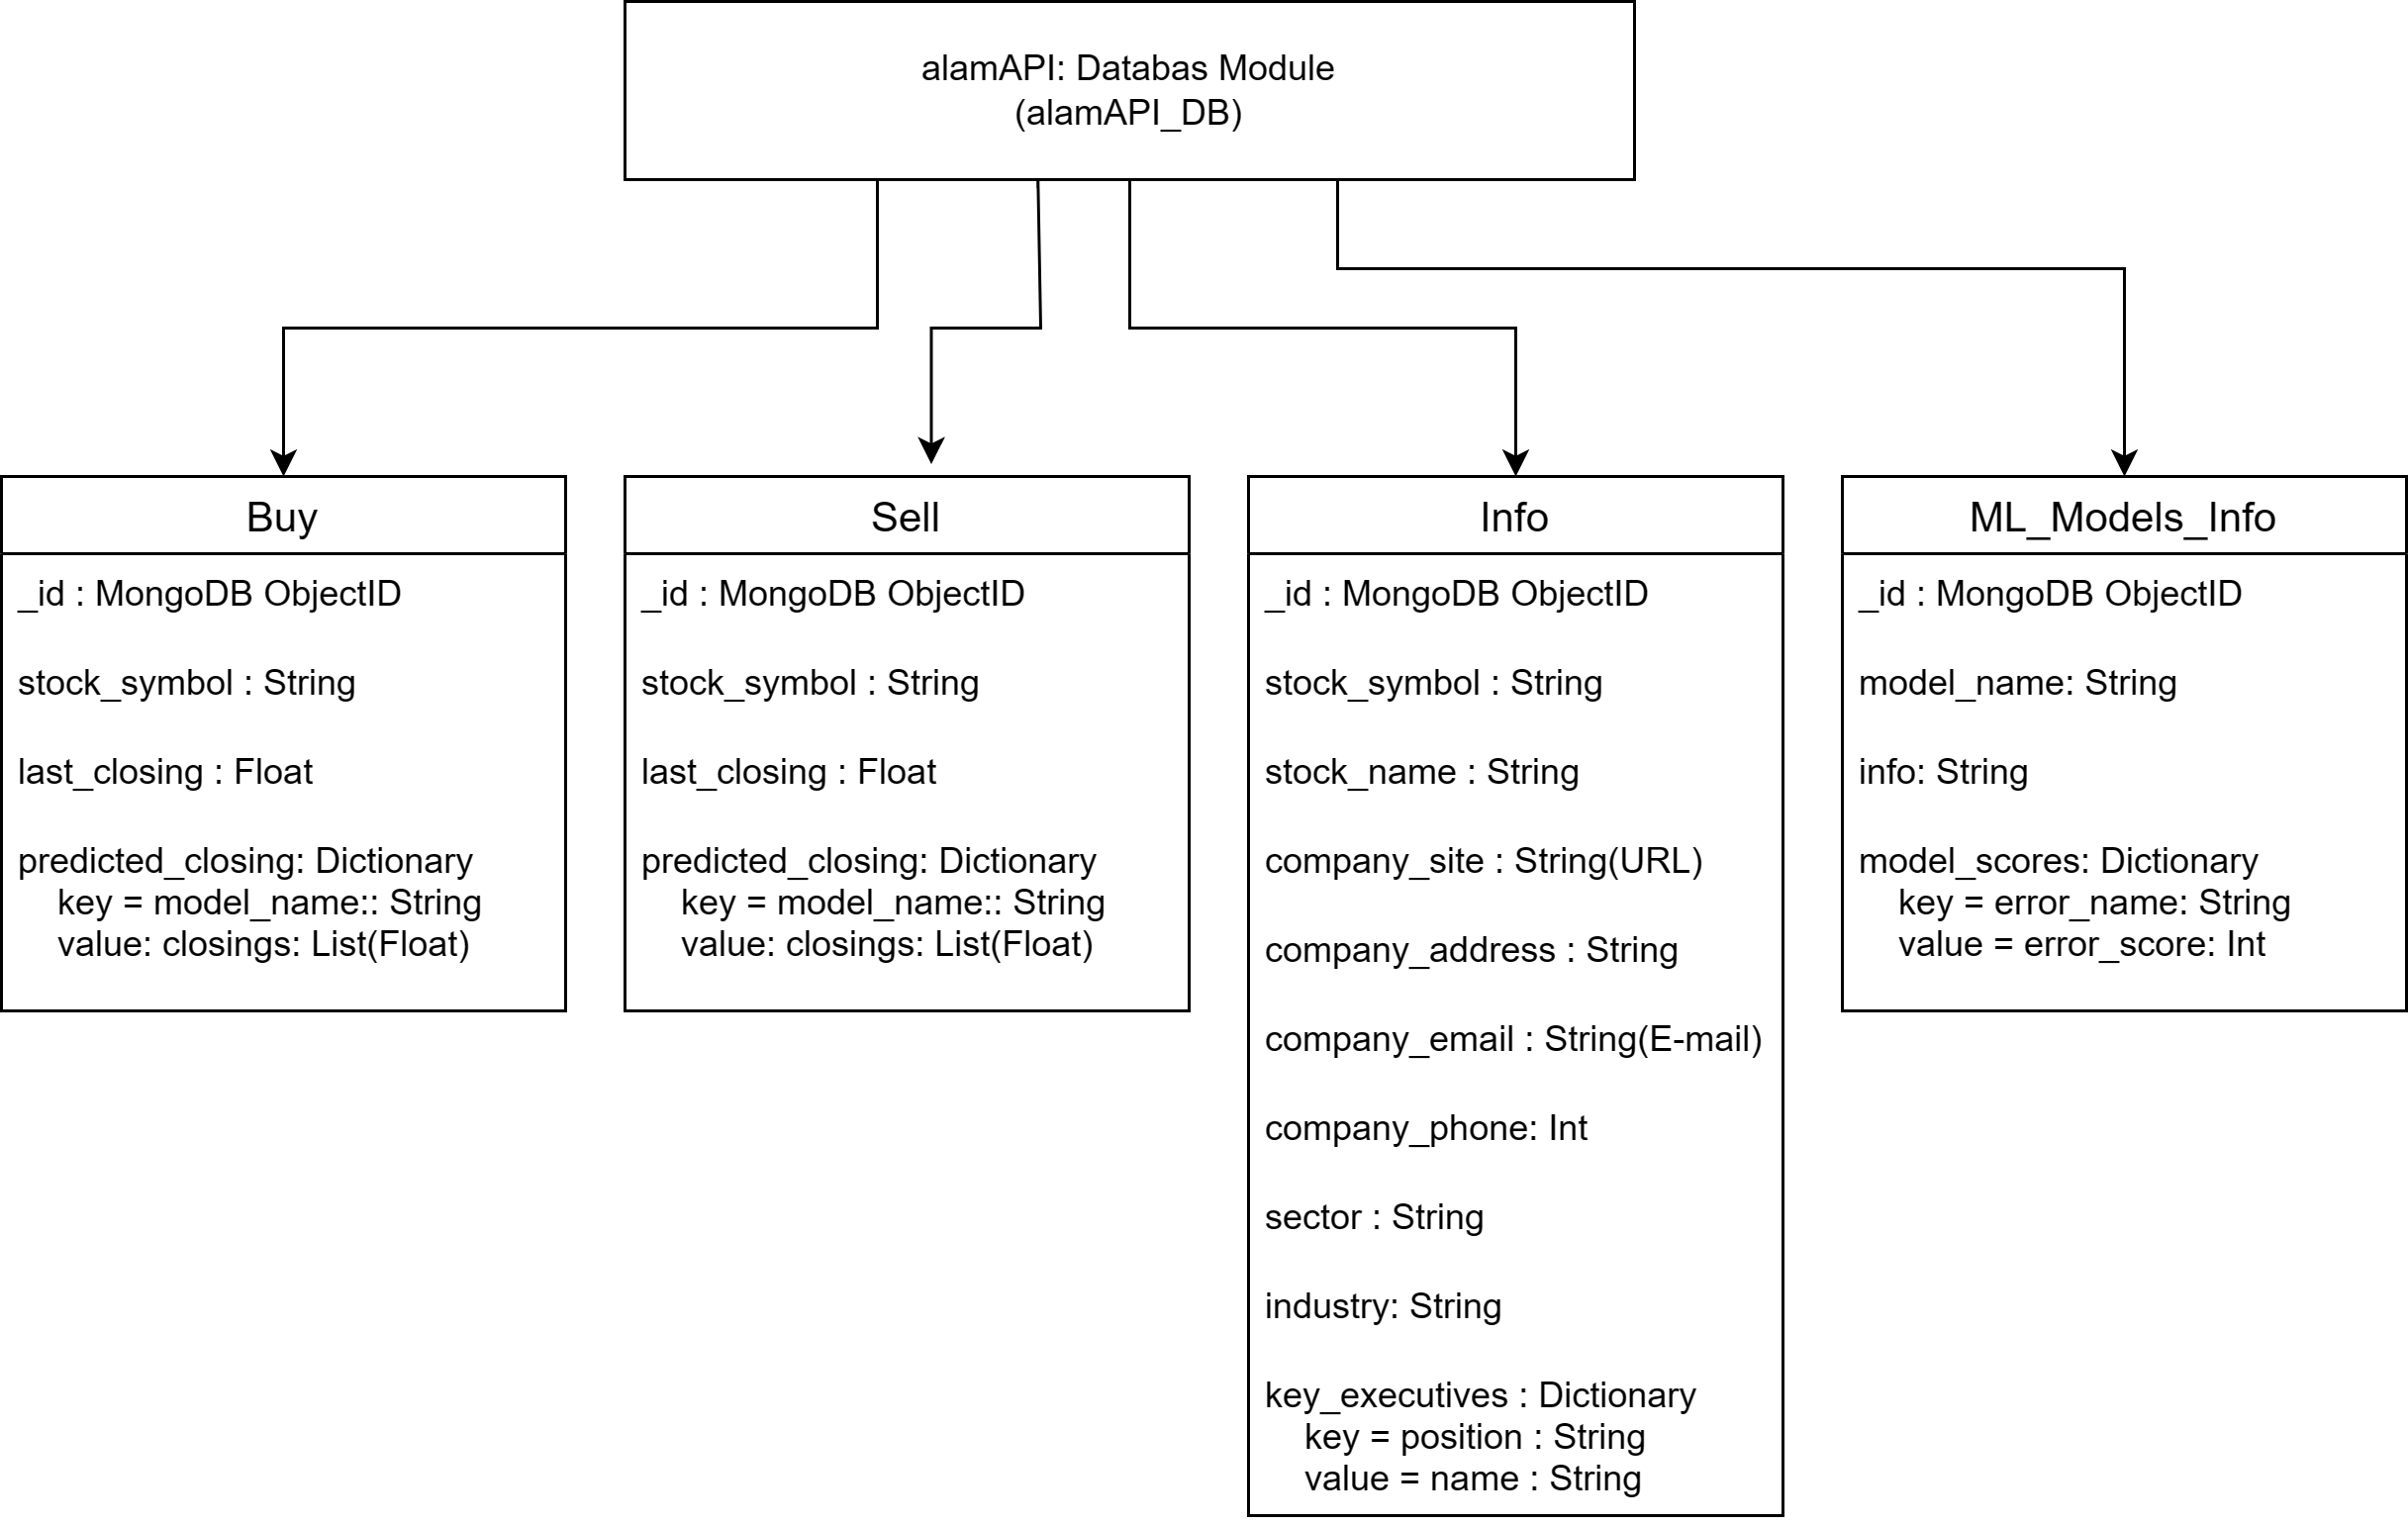 alamAPI: Databas Module
(alamAPI_DB)
Buy
_id : MongoDB ObjectID
stock_symbol : String
last_closing : Float
predicted_closing: Dictionary
key = model_name:: String
value: closings: List(Float)
Sell
_id : MongoDB ObjectID
stock_symbol : String
last_closing : Float
predicted_closing: Dictionary
key = model_name:: String
value: closings: List(Float)
Info
_id : MongoDB ObjectID
stock_symbol : String
stock_name : String
company_site : String(URL)
company_address : String
company_email : String(E-mail)
company_phone: Int
sector : String
industry: String
key_executives : Dictionary
key = position : String
value = name : String
ML_Models_Info
_id : MongoDB ObjectID
model_name: String
info: String
model_scores: Dictionary
key = error_name: String
value = error_score: Int